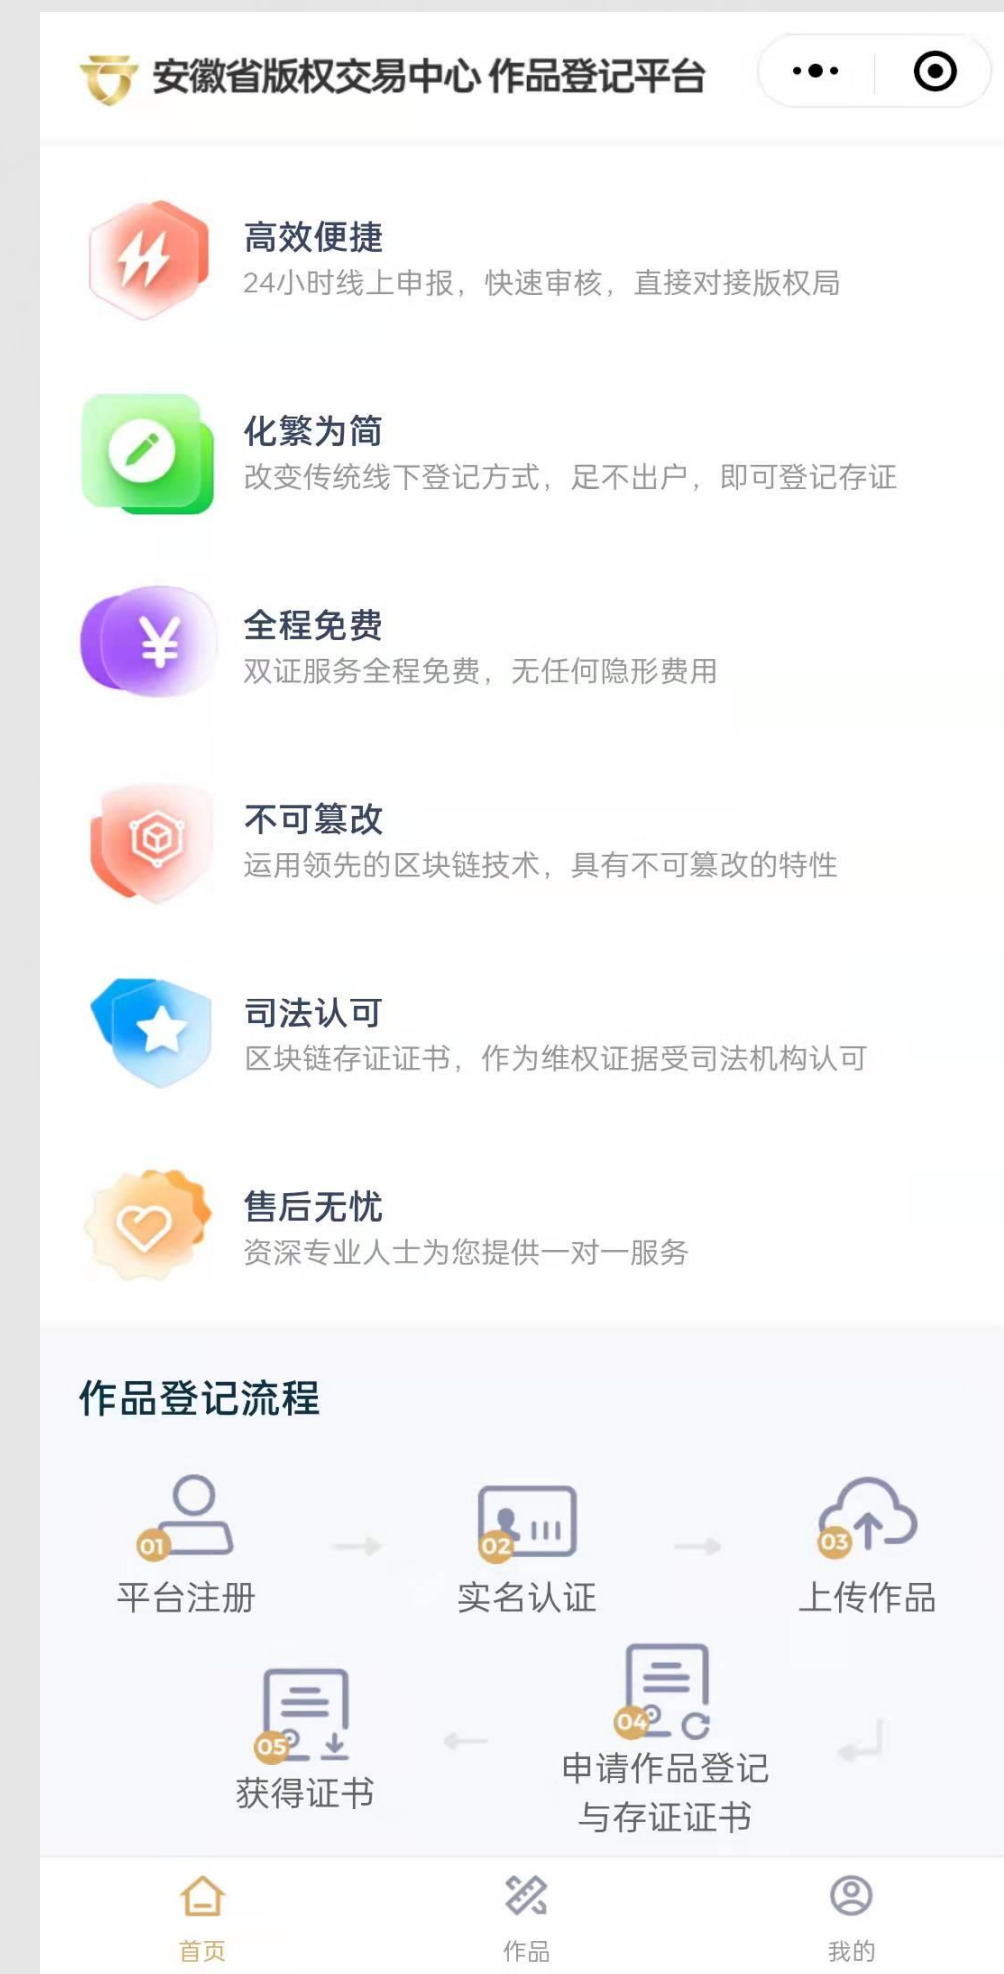 安徽省版权交易中心 作品登记平台
高效便捷
24小时线上申报，快速审核，直接对接版权局
化繁为简
改变传统线下登记方式，足不出户，即可登记存证
¥
全程免费
双证服务全程免费，无任何隐形费用
不可篡改
运用领先的区块链技术，具有不可篡改的特性
司法认可
区块链存证证书，作为维权证据受司法机构认可
售后无忧
资深专业人士为您提供一对一服务
作品登记流程
01
平台注册
02
实名认证
03
上传作品
04
申请作品登记
与存证证书
05
获得证书
首页
作品
我的